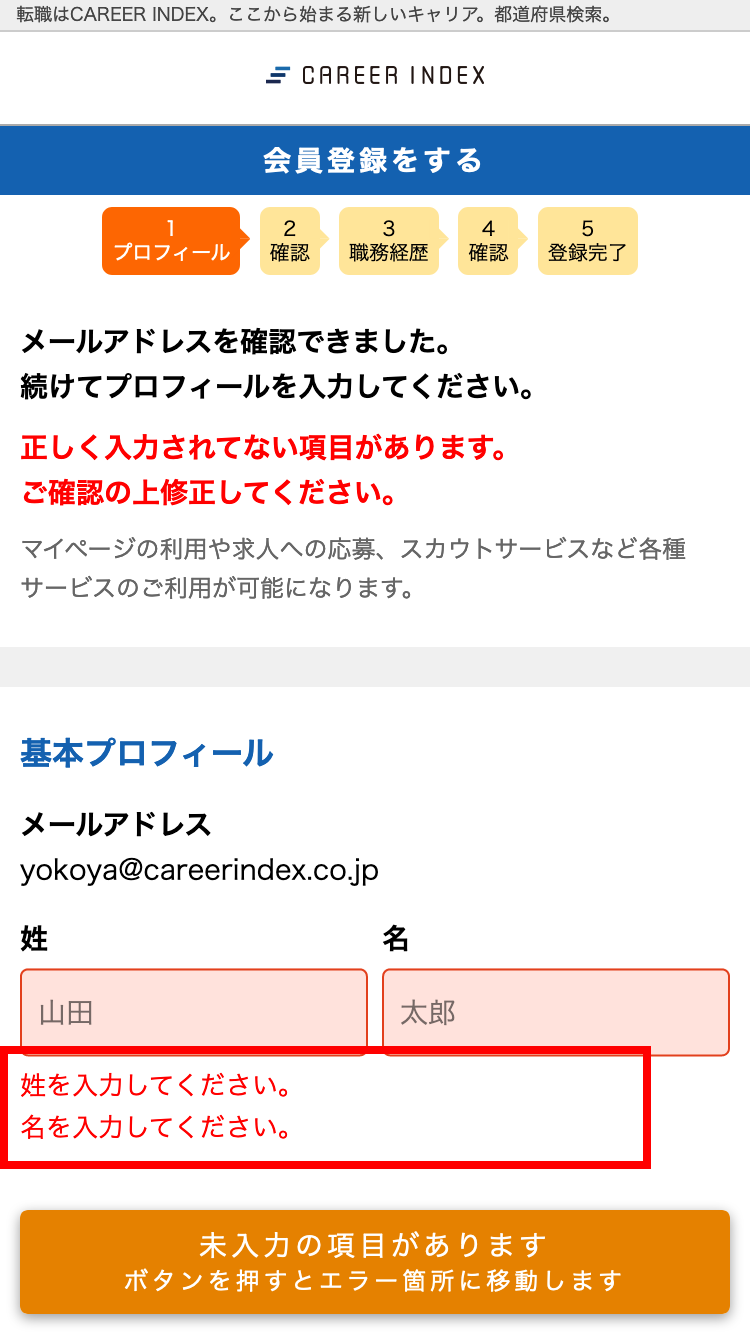 転職はCAREER INDEX。ここから始まる新しいキャリア。都道府県検索。
CAREER INDEX
会員登録をする
1
プロフィール
2
確認
3
職務経歴
4
確認
5
登録完了
メールアドレスを確認できました。
続けてプロフィールを入力してください。
正しく入力されてない項目があります。
ご確認の上修正してください。
マイページの利用や求人への応募、スカウトサービスなど各種
サービスのご利用が可能になります。
基本プロフィール
メールアドレス
yokoya@careerindex.co.jp
姓 名
山田 太郎
姓を入力してください。
名を入力してください。
未入力の項目があります
ボタンを押すとエラー箇所に移動します